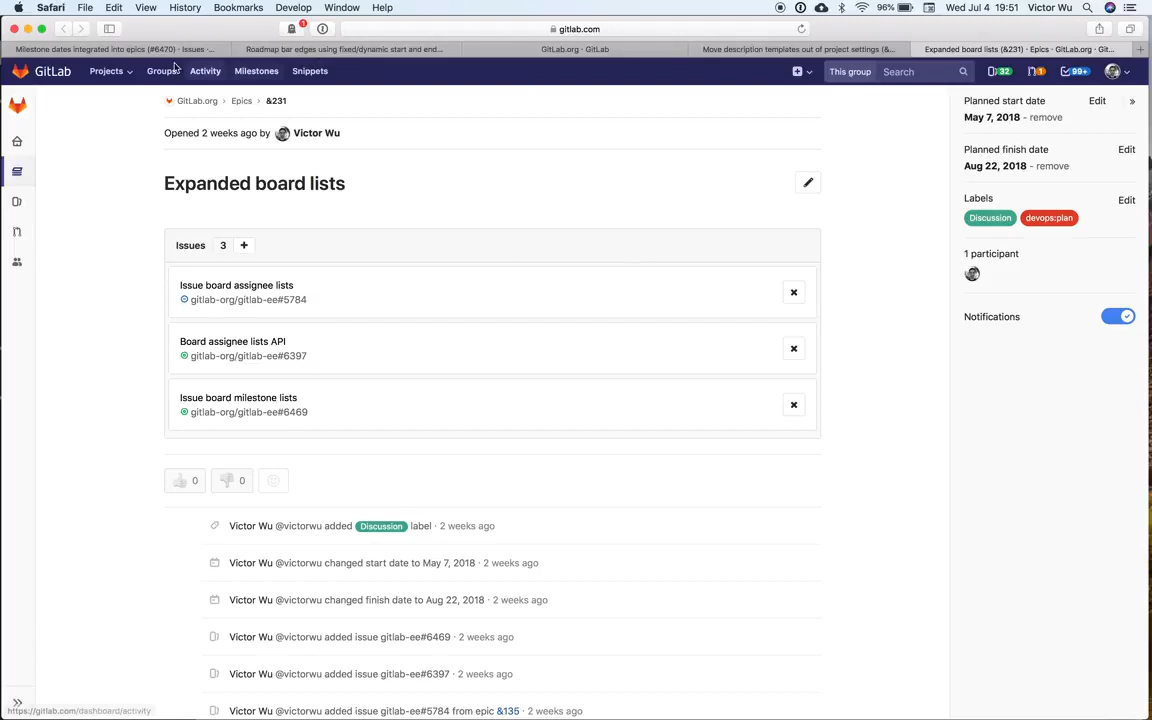 Safari File Edit View History Bookmarks Develop Window Help 96% Wed Jul 4 19:51 Victor Wu
1 gitlab.com
Milestone dates integrated into epics (#6470) · Issues ·... Roadmap bar edges using fixed/dynamic start and end... GitLab.org · GitLab Move description templates out of project settings (&... Expanded board lists (&231) · Epics · GitLab.org · Git...
GitLab Projects Groups Activity Milestones Snippets This group Search 32 1 99+
GitLab.org › Epics › &231
Opened 2 weeks ago by Victor Wu
Expanded board lists
Issues 3 +
Issue board assignee lists
gitlab-org/gitlab-ee#5784
Board assignee lists API
gitlab-org/gitlab-ee#6397
Issue board milestone lists
gitlab-org/gitlab-ee#6469
0 0
Victor Wu @victorwu added Discussion label · 2 weeks ago
Victor Wu @victorwu changed start date to May 7, 2018 · 2 weeks ago
Victor Wu @victorwu changed finish date to Aug 22, 2018 · 2 weeks ago
Victor Wu @victorwu added issue gitlab-ee#6469 · 2 weeks ago
Victor Wu @victorwu added issue gitlab-ee#6397 · 2 weeks ago
Victor Wu @victorwu added issue gitlab-ee#5784 from epic &135 · 2 weeks ago
Planned start date Edit »
May 7, 2018 - remove
Planned finish date Edit
Aug 22, 2018 - remove
Labels Edit
Discussion devops:plan
1 participant
Notifications
https://gitlab.com/dashboard/activity